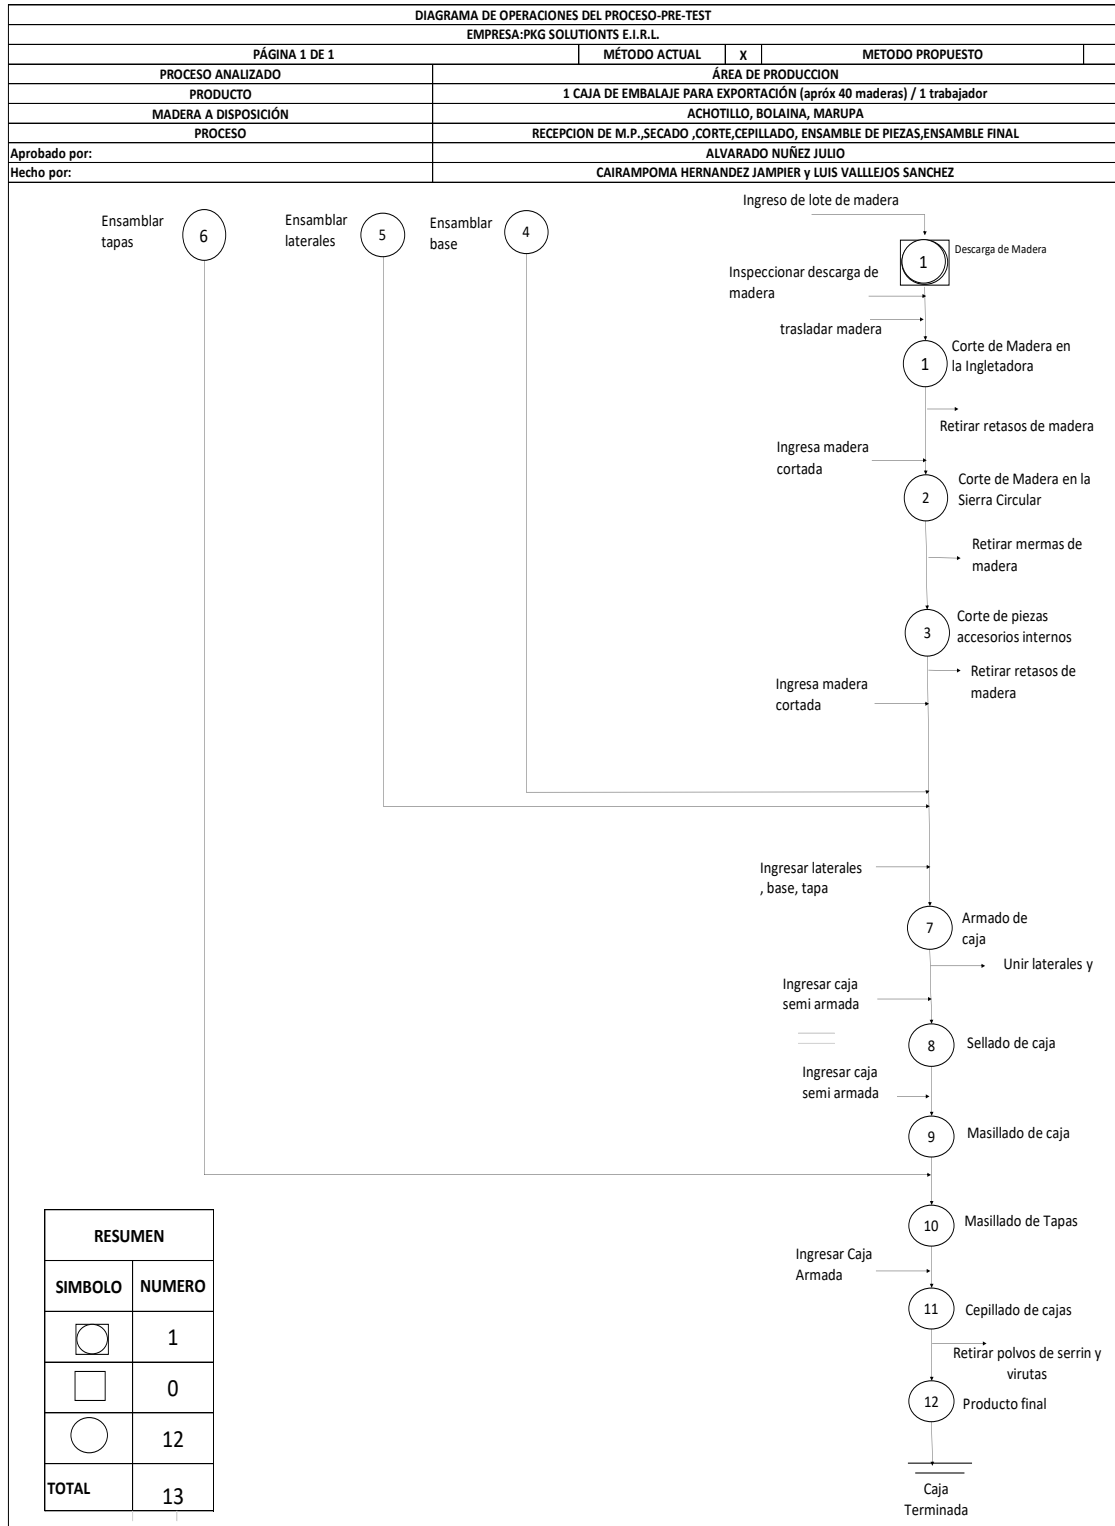 DIAGRAMA DE OPERACIONES DEL PROCESO-PRE-TEST
EMPRESA:PKG SOLUTIONTS E.I.R.L.
PÁGINA 1 DE 1 MÉTODO ACTUAL X METODO PROPUESTO
PROCESO ANALIZADO ÁREA DE PRODUCCION
PRODUCTO 1 CAJA DE EMBALAJE PARA EXPORTACIÓN (apróx 40 maderas) / 1 trabajador
MADERA A DISPOSICIÓN ACHOTILLO, BOLAINA, MARUPA
PROCESO RECEPCION DE M.P.,SECADO ,CORTE,CEPILLADO, ENSAMBLE DE PIEZAS,ENSAMBLE FINAL
Aprobado por: ALVARADO NUÑEZ JULIO
Hecho por: CAIRAMPOMA HERNANDEZ JAMPIER y LUIS VALLLEJOS SANCHEZ
Ensamblar
tapas
6
Ensamblar
laterales
5
Ensamblar
base
4
Ingreso de lote de madera
1
Descarga de Madera
Inspeccionar descarga de
madera
trasladar madera
1
Corte de Madera en
la Ingletadora
Retirar retasos de madera
Ingresa madera
cortada
2
Corte de Madera en la
Sierra Circular
Retirar mermas de
madera
3
Corte de piezas
accesorios internos
Retirar retasos de
madera
Ingresa madera
cortada
Ingresar laterales
, base, tapa
7
Armado de
caja
Unir laterales y
Ingresar caja
semi armada
8
Sellado de caja
Ingresar caja
semi armada
9
Masillado de caja
10
Masillado de Tapas
Ingresar Caja
Armada
11
Cepillado de cajas
Retirar polvos de serrin y
virutas
12
Producto final
Caja
Terminada
RESUMEN
SIMBOLO NUMERO
1
0
12
TOTAL 13